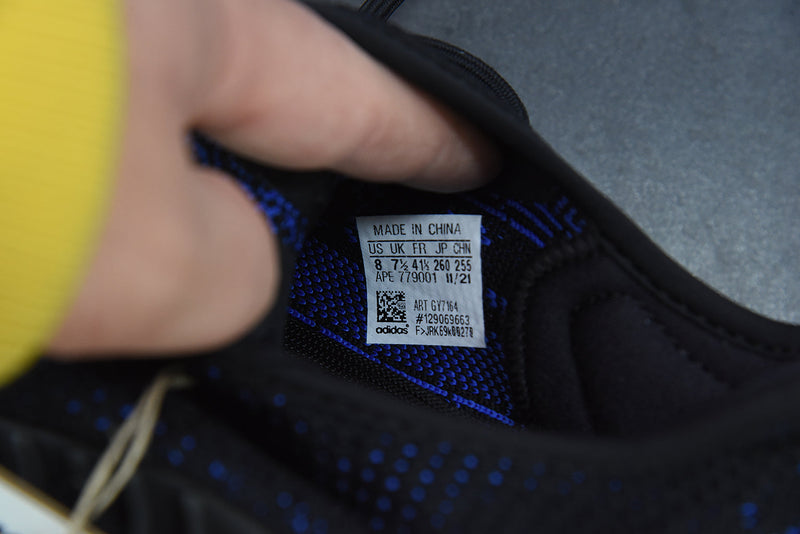 MADE IN CHINA
US UK FR JP CHN
8 7½ 41⅓ 260 255
APE 779001 11/21
ART GY7164
#129069663
adidas® F>JRK69k00270